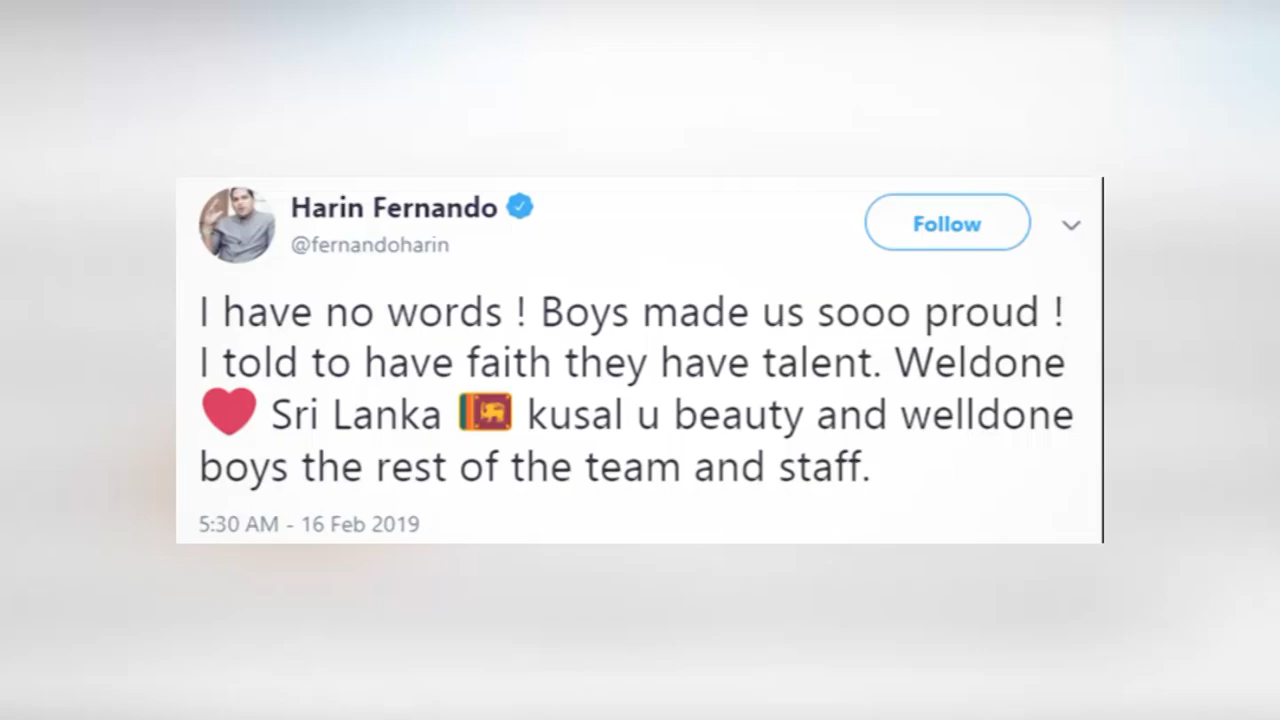 Harin Fernando
@fernandoharin
Follow
I have no words ! Boys made us sooo proud !
I told to have faith they have talent. Weldone
❤️ Sri Lanka 🇱🇰 kusal u beauty and welldone
boys the rest of the team and staff.
5:30 AM - 16 Feb 2019